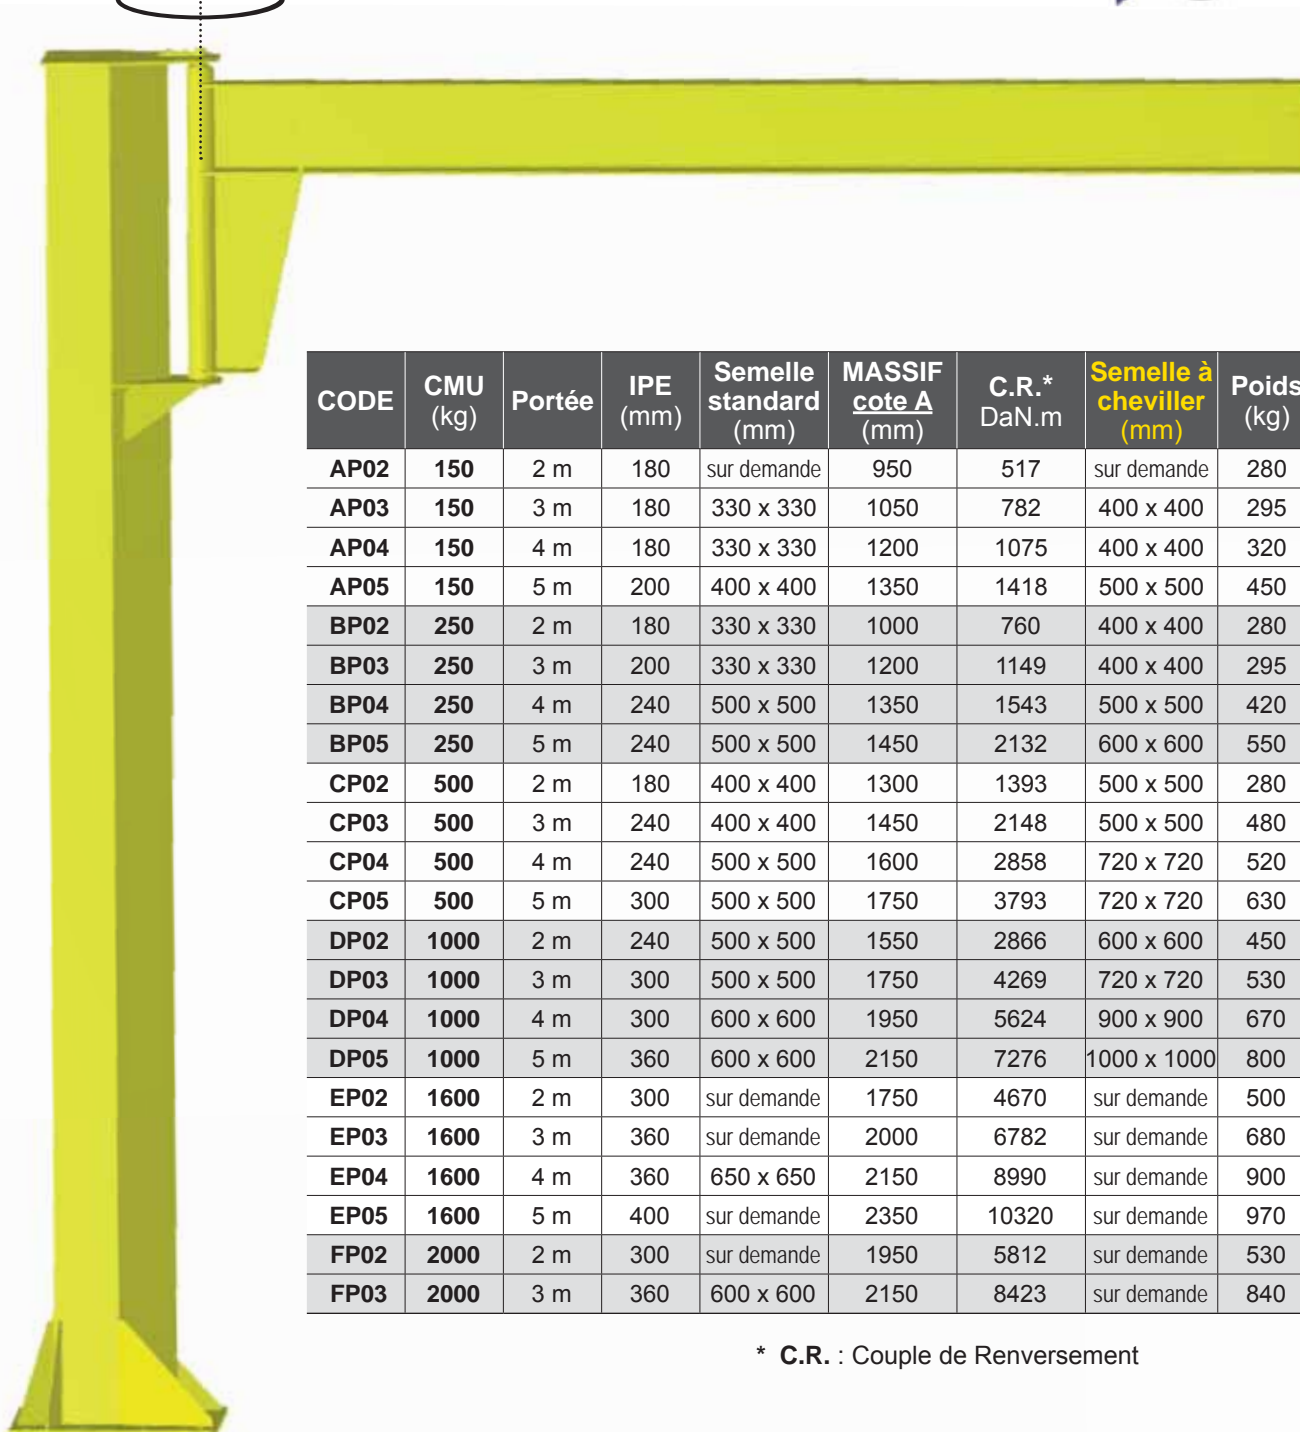 CODE CMU (kg) Portée IPE (mm) Semelle standard (mm) MASSIF cote A (mm) C.R.* DaN.m Semelle à cheviller (mm) Poids (kg)
AP02 150 2 m 180 sur demande 950 517 sur demande 280
AP03 150 3 m 180 330 x 330 1050 782 400 x 400 295
AP04 150 4 m 180 330 x 330 1200 1075 400 x 400 320
AP05 150 5 m 200 400 x 400 1350 1418 500 x 500 450
BP02 250 2 m 180 330 x 330 1000 760 400 x 400 280
BP03 250 3 m 200 330 x 330 1200 1149 400 x 400 295
BP04 250 4 m 240 500 x 500 1350 1543 500 x 500 420
BP05 250 5 m 240 500 x 500 1450 2132 600 x 600 550
CP02 500 2 m 180 400 x 400 1300 1393 500 x 500 280
CP03 500 3 m 240 400 x 400 1450 2148 500 x 500 480
CP04 500 4 m 240 500 x 500 1600 2858 720 x 720 520
CP05 500 5 m 300 500 x 500 1750 3793 720 x 720 630
DP02 1000 2 m 240 500 x 500 1550 2866 600 x 600 450
DP03 1000 3 m 300 500 x 500 1750 4269 720 x 720 530
DP04 1000 4 m 300 600 x 600 1950 5624 900 x 900 670
DP05 1000 5 m 360 600 x 600 2150 7276 1000 x 1000 800
EP02 1600 2 m 300 sur demande 1750 4670 sur demande 500
EP03 1600 3 m 360 sur demande 2000 6782 sur demande 680
EP04 1600 4 m 360 650 x 650 2150 8990 sur demande 900
EP05 1600 5 m 400 sur demande 2350 10320 sur demande 970
FP02 2000 2 m 300 sur demande 1950 5812 sur demande 530
FP03 2000 3 m 360 600 x 600 2150 8423 sur demande 840
* C.R. : Couple de Renversement